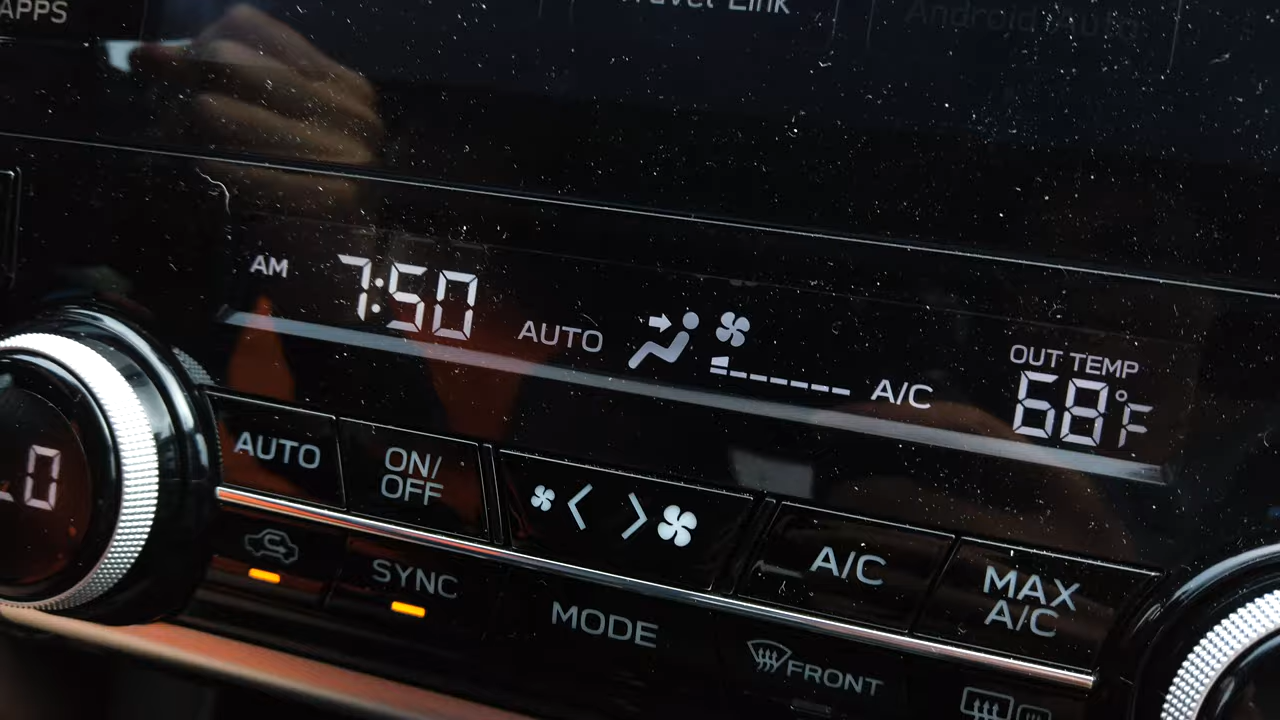 APPS
Travel Link
Android Auto
AM 7:50 AUTO A/C
OUT TEMP
68°F
AUTO
ON/
OFF
A/C
MAX
A/C
SYNC
MODE
FRONT